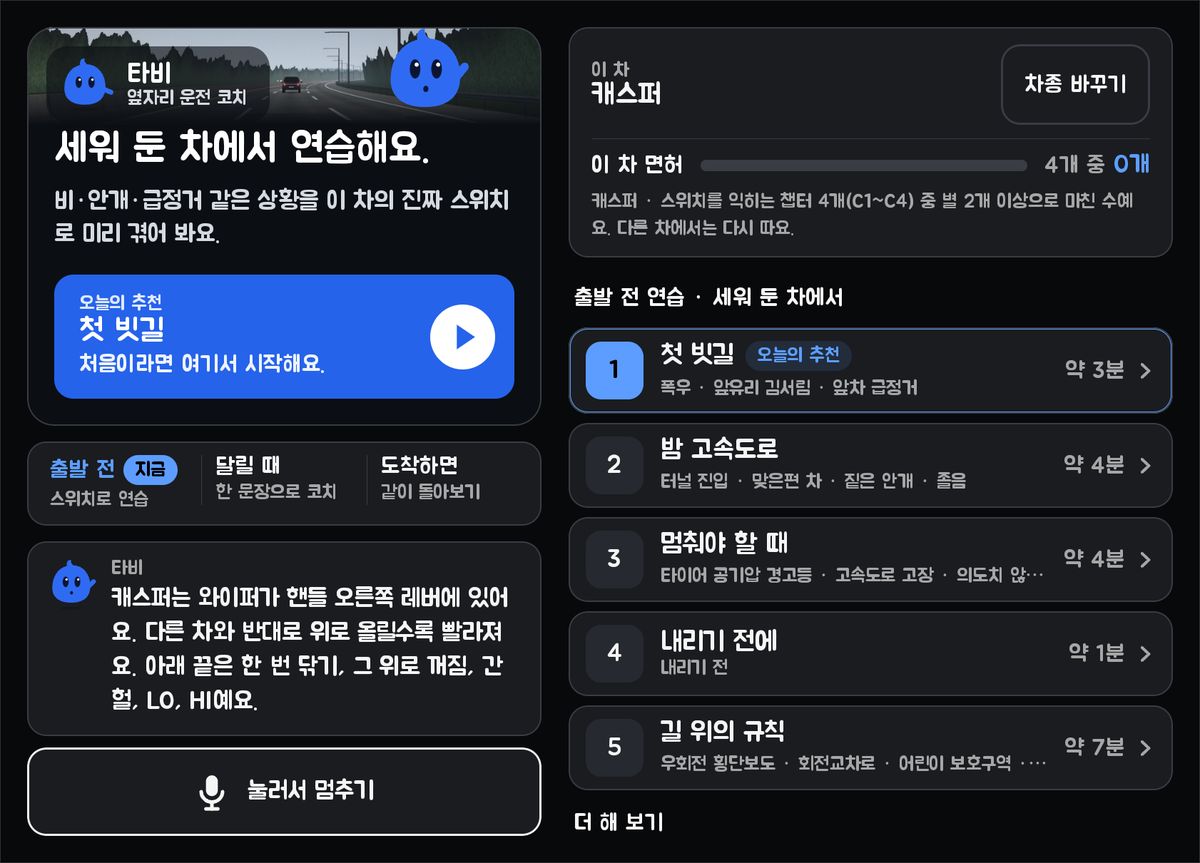 타비
옆자리 운전 코치
세워 둔 차에서 연습해요.
비·안개·급정거 같은 상황을 이 차의 진짜 스위치
로 미리 겪어 봐요.
오늘의 추천
첫 빗길
처음이라면 여기서 시작해요.
출발 전 지금
스위치로 연습
달릴 때
한 문장으로 코치
도착하면
같이 돌아보기
타비
캐스퍼는 와이퍼가 핸들 오른쪽 레버에 있어
요. 다른 차와 반대로 위로 올릴수록 빨라져
요. 아래 끝은 한 번 닦기, 그 위로 꺼짐, 간
헐, LO, HI예요.
눌러서 멈추기
이 차
캐스퍼
차종 바꾸기
이 차 면허 4개 중 0개
캐스퍼 · 스위치를 익히는 챕터 4개(C1~C4) 중 별 2개 이상으로 마친 수예
요. 다른 차에서는 다시 따요.
출발 전 연습 · 세워 둔 차에서
1
첫 빗길 오늘의 추천
폭우 · 앞유리 김서림 · 앞차 급정거
약 3분
2
밤 고속도로
터널 진입 · 맞은편 차 · 짙은 안개 · 졸음
약 4분
3
멈춰야 할 때
타이어 공기압 경고등 · 고속도로 고장 · 의도치 않…
약 4분
4
내리기 전에
내리기 전
약 1분
5
길 위의 규칙
우회전 횡단보도 · 회전교차로 · 어린이 보호구역 ·…
약 7분
더 해 보기